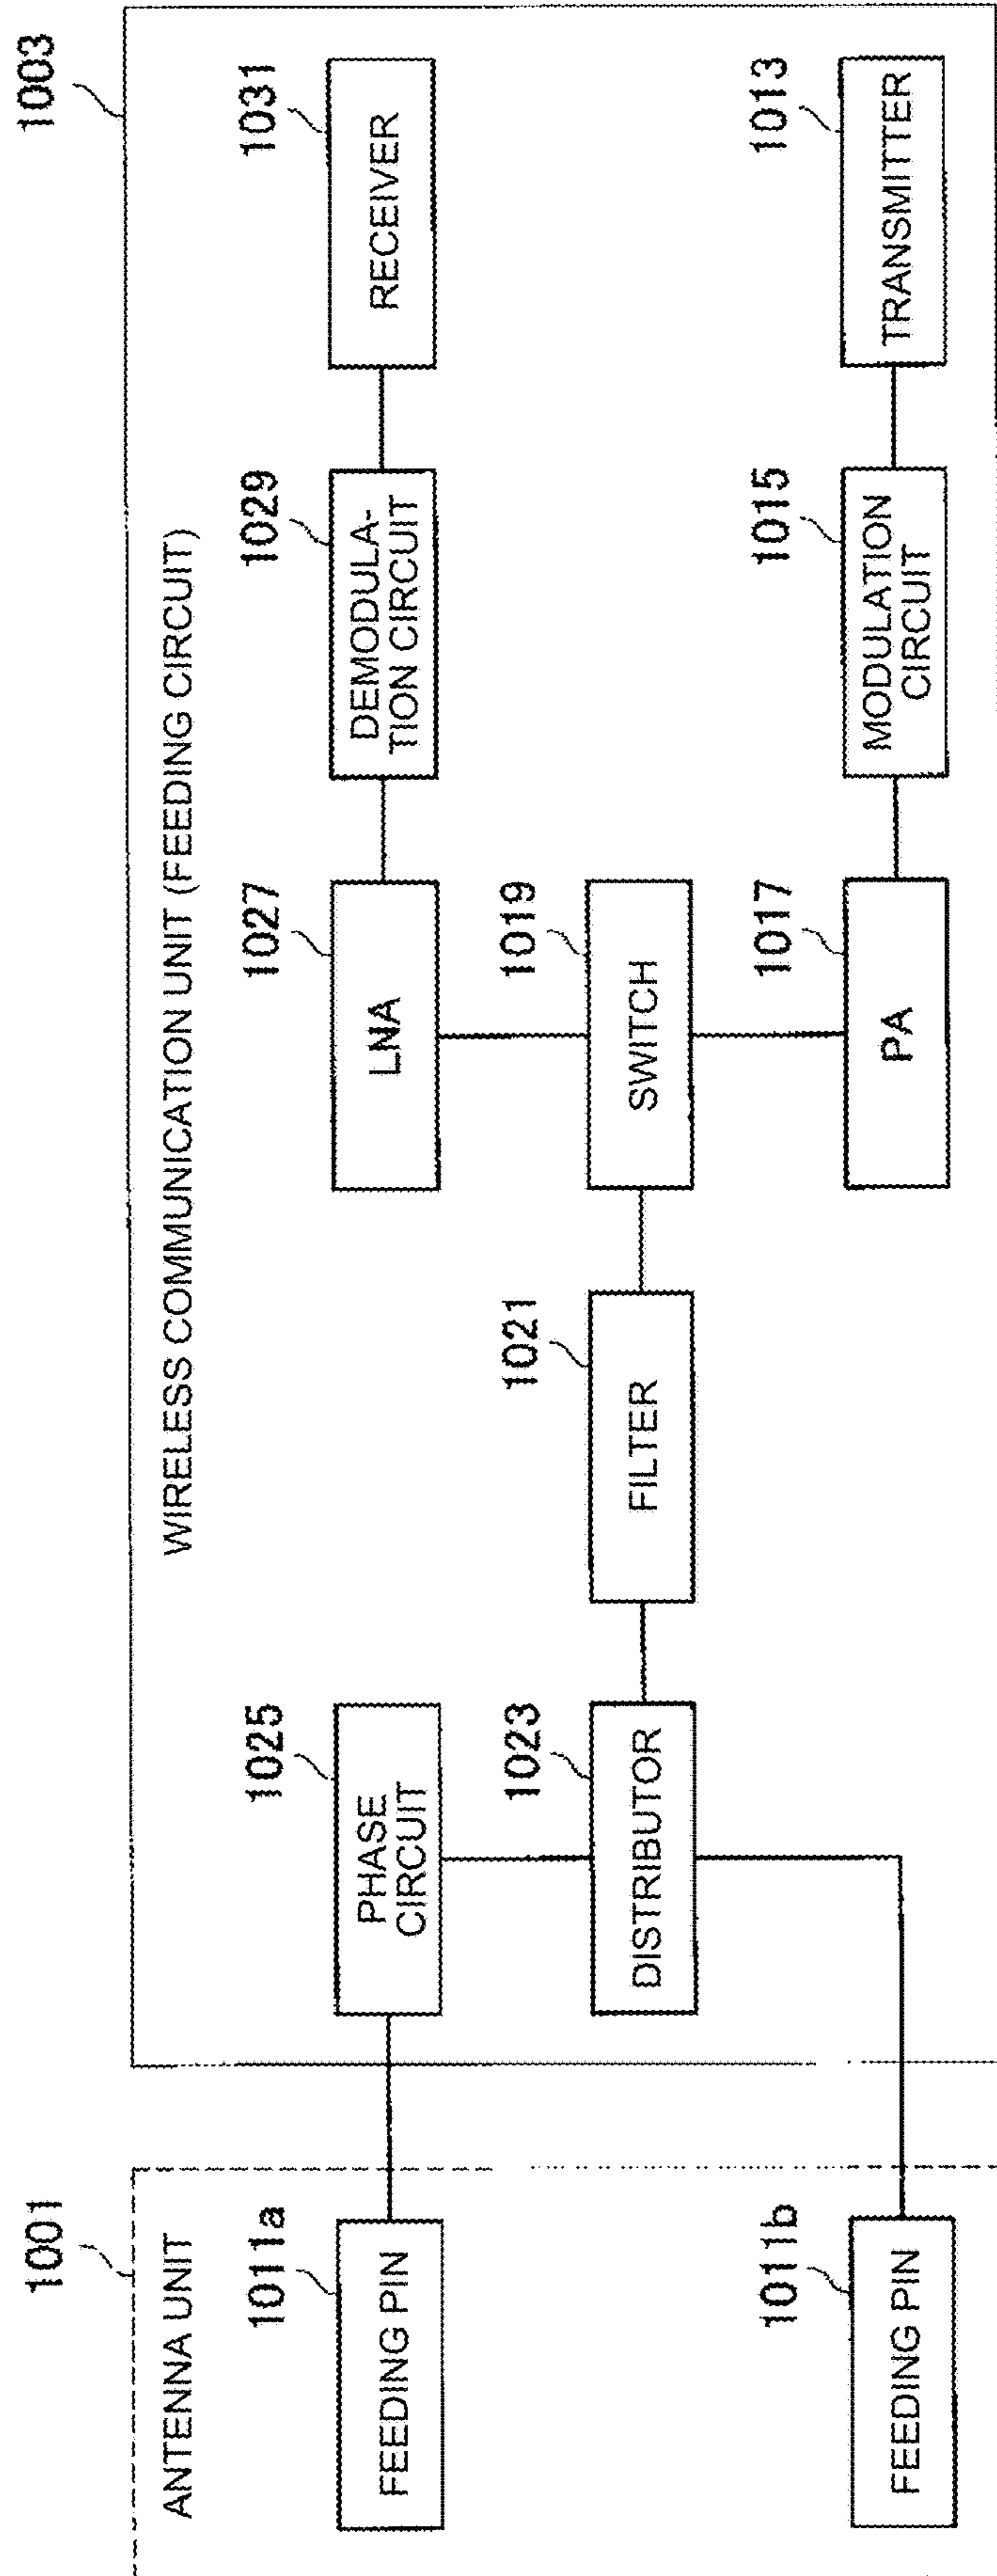 1001
ANTENNA UNIT
1011a
FEEDING PIN
1011b
FEEDING PIN
1003
WIRELESS COMMUNICATION UNIT (FEEDING CIRCUIT)
1025
PHASE
CIRCUIT
1023
DISTRIBUTOR
1021
FILTER
1027
LNA
1019
SWITCH
1017
PA
1029
DEMODULA-
TION CIRCUIT
1015
MODULATION
CIRCUIT
1031
RECEIVER
1013
TRANSMITTER